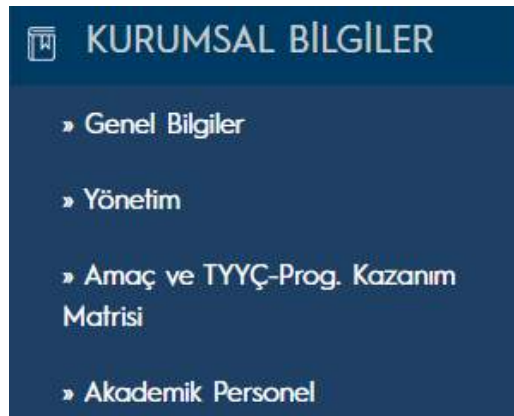 KURUMSAL BİLGİLER
» Genel Bilgiler
» Yönetim
» Amaç ve TYYÇ-Prog. Kazanım
Matrisi
» Akademik Personel